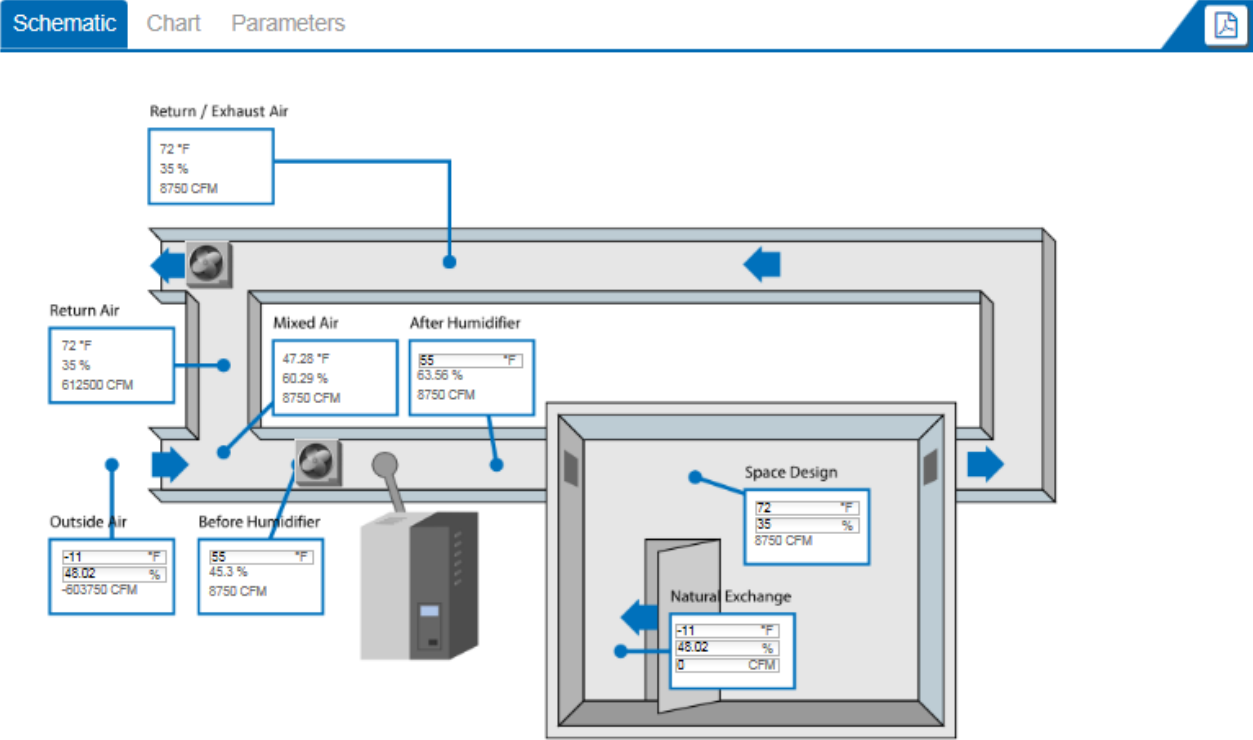 Schematic Chart Parameters
Return / Exhaust Air
72 °F
35 %
8750 CFM
Return Air
72 °F
35 %
612500 CFM
Mixed Air
47.28 °F
60.29 %
8750 CFM
After Humidifier
55 °F
63.56 %
8750 CFM
Outside Air
-11 °F
48.02 %
-603750 CFM
Before Humidifier
55 °F
45.3 %
8750 CFM
Space Design
72 °F
35 %
8750 CFM
Natural Exchange
-11 °F
48.02 %
0 CFM